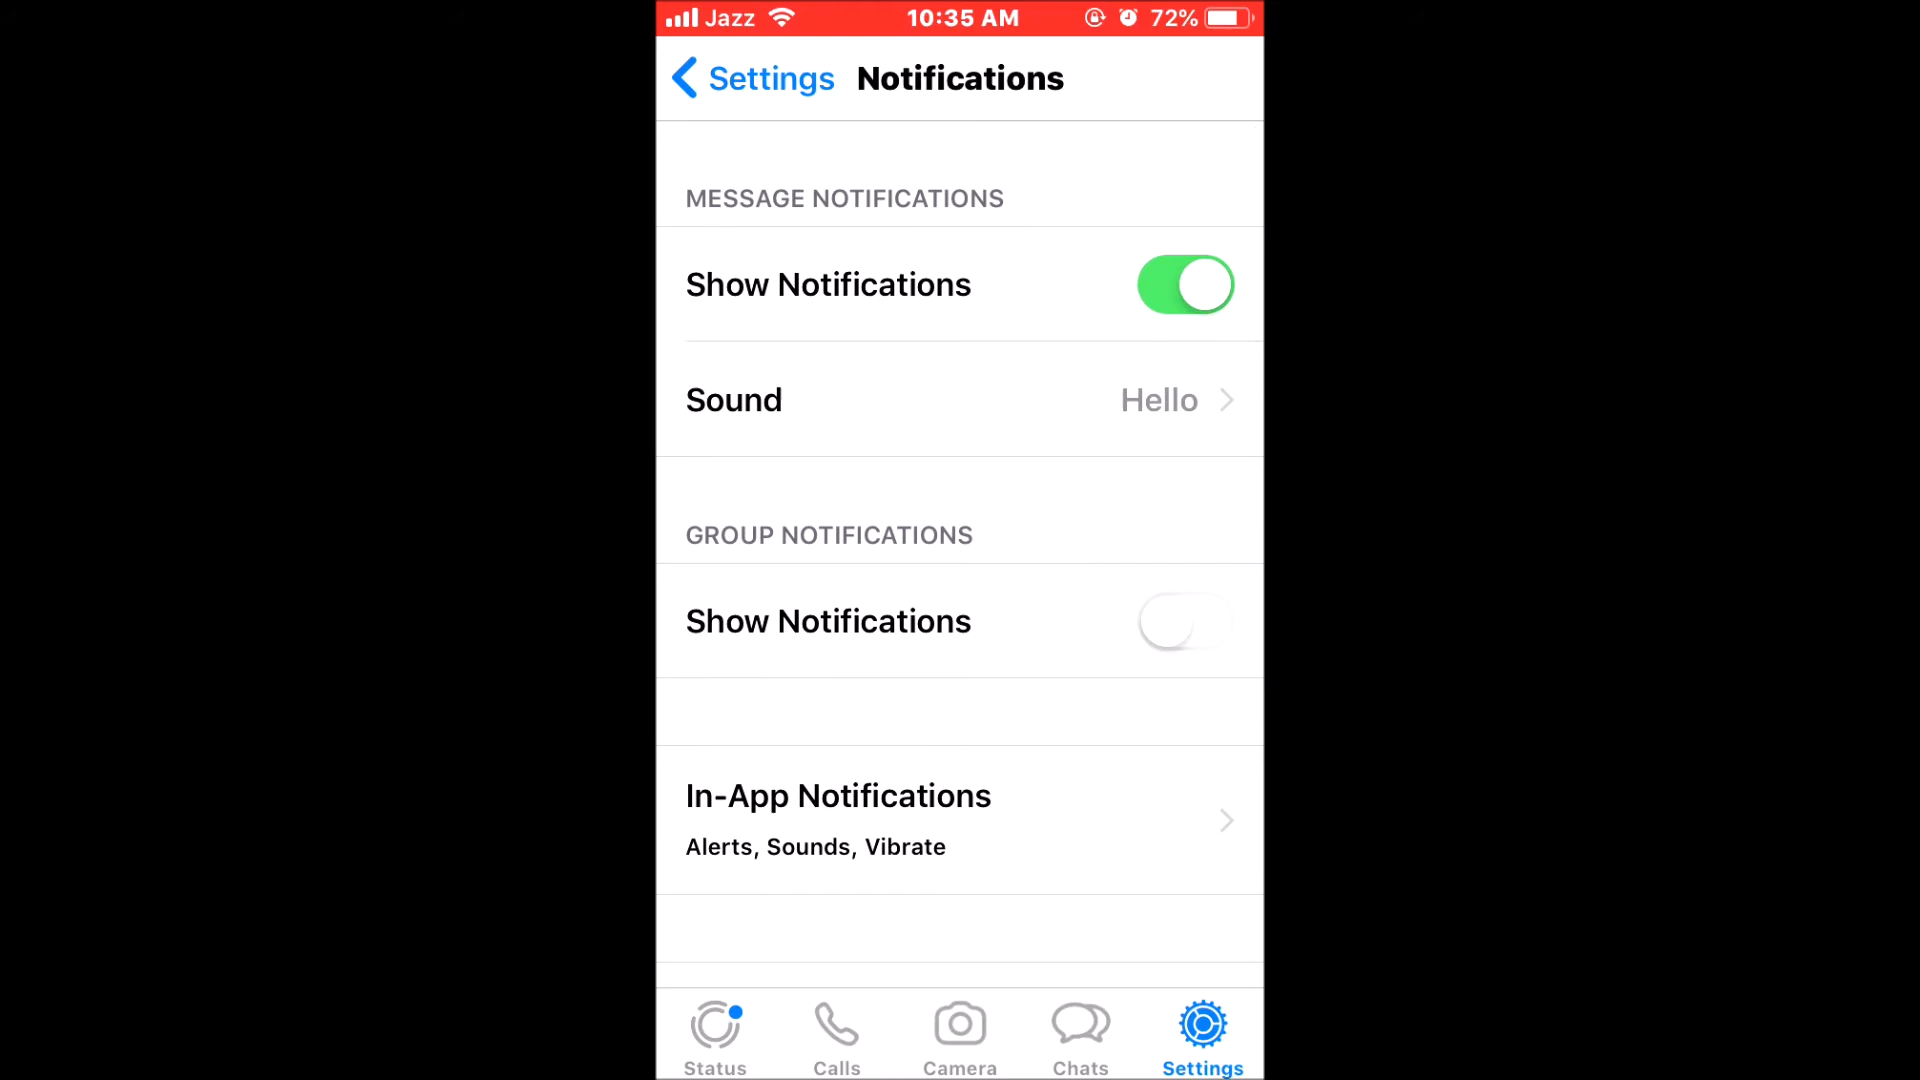 Jazz 10:35 AM 72%
Settings Notifications
MESSAGE NOTIFICATIONS
Show Notifications
Sound Hello
GROUP NOTIFICATIONS
Show Notifications
In-App Notifications
Alerts, Sounds, Vibrate
Status Calls Camera Chats Settings